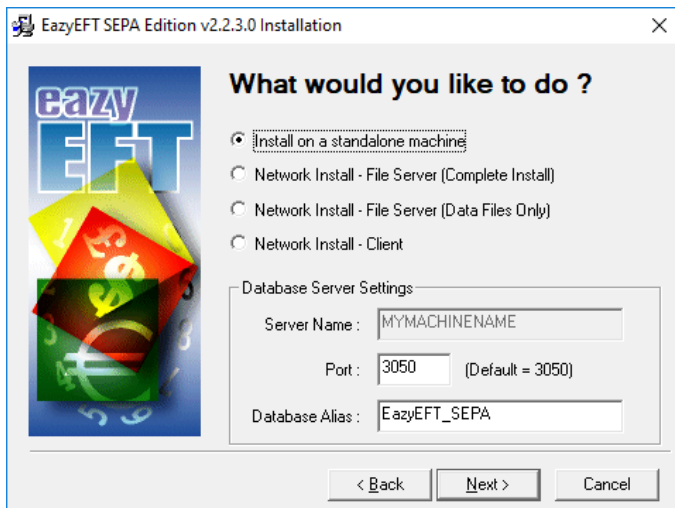 EazyEFT SEPA Edition v2.2.3.0 Installation
eazy
EFT
What would you like to do ?
Install on a standalone machine
Network Install - File Server (Complete Install)
Network Install - File Server (Data Files Only)
Network Install - Client
Database Server Settings
Server Name : MYMACHINENAME
Port : 3050 (Default = 3050)
Database Alias : EazyEFT_SEPA
< Back Next > Cancel